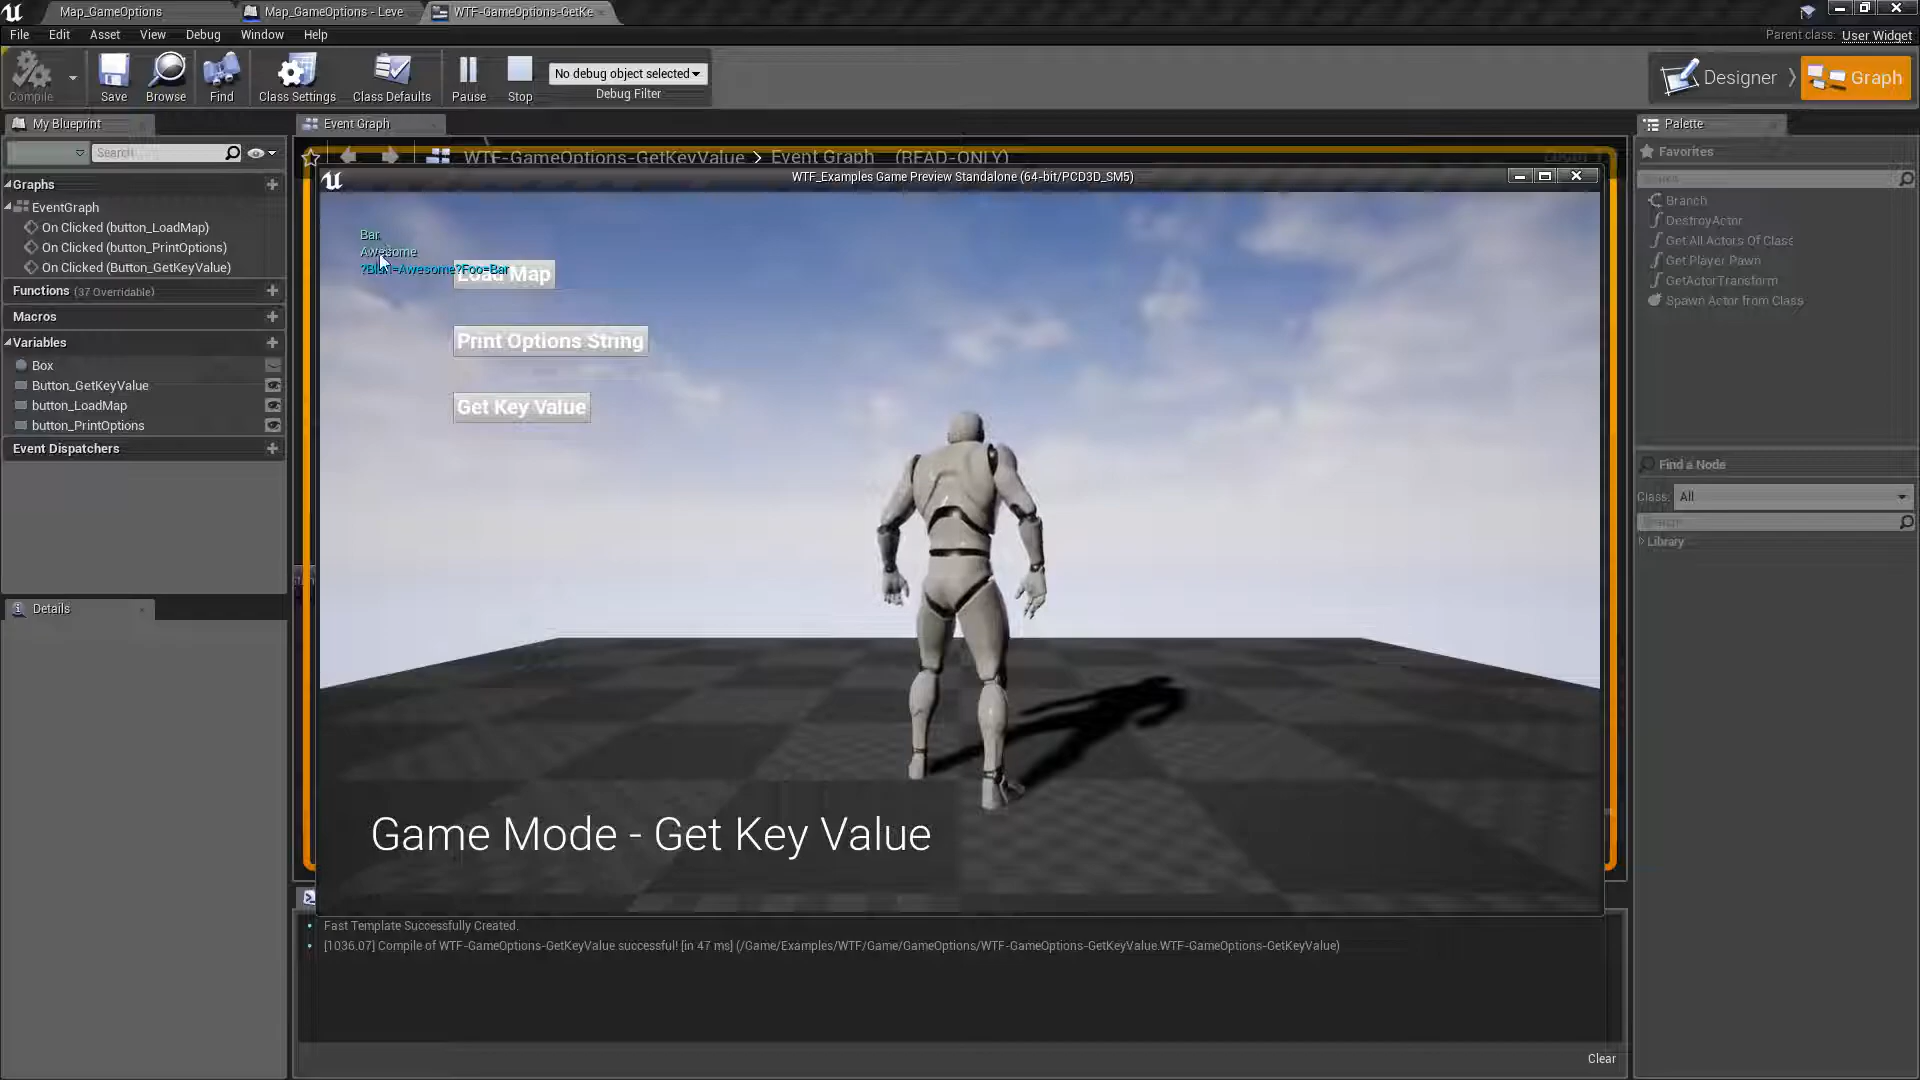 Map_GameOptions
Map_GameOptions - Leve
WTF-GameOptions-GetKe
File
Edit
Asset
View
Debug
Window
Help
Parent class: User Widget
Compile
Save
Browse
Find
Class Settings
Class Defaults
Pause
Stop
No debug object selected
Debug Filter
Designer
Graph
My Blueprint
Event Graph
Palette
Search
WTF-GameOptions-GetKeyValue > Event Graph (READ-ONLY)
Favorites
WTF_Examples Game Preview Standalone (64-bit/PCD3D_SM5)
Graphs
EventGraph
On Clicked (button_LoadMap)
On Clicked (button_PrintOptions)
On Clicked (Button_GetKeyValue)
Functions (37 Overridable)
Macros
Variables
Box
Button_GetKeyValue
button_LoadMap
button_PrintOptions
Event Dispatchers
Details
Bar
Awesome
Load Map
Print Options String
Get Key Value
Game Mode - Get Key Value
Branch
DestroyActor
Get All Actors Of Class
Get Player Pawn
GetActorTransform
Spawn Actor from Class
Find a Node
Class: All
Library
Fast Template Successfully Created.
[1036.07] Compile of WTF-GameOptions-GetKeyValue successful! [in 47 ms] (/Game/Examples/WTF/Game/GameOptions/WTF-GameOptions-GetKeyValue.WTF-GameOptions-GetKeyValue)
Clear